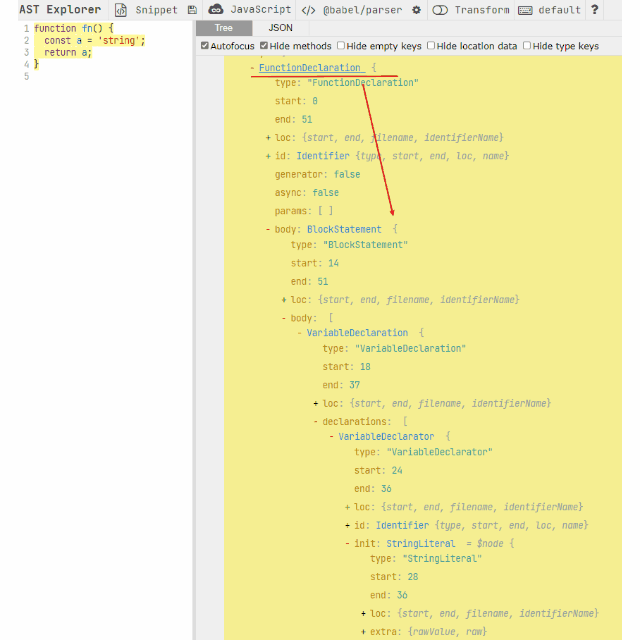 AST Explorer Snippet JavaScript </> @babel/parser Transform default ?
Tree JSON
Autofocus Hide methods Hide empty keys Hide location data Hide type keys
1 function fn() {
2 const a = 'string';
3 return a;
4 }
5
- FunctionDeclaration {
type: "FunctionDeclaration"
start: 0
end: 51
+ loc: {start, end, filename, identifierName}
+ id: Identifier {type, start, end, loc, name}
generator: false
async: false
params: [ ]
- body: BlockStatement {
type: "BlockStatement"
start: 14
end: 51
+ loc: {start, end, filename, identifierName}
- body: [
- VariableDeclaration {
type: "VariableDeclaration"
start: 18
end: 37
+ loc: {start, end, filename, identifierName}
- declarations: [
- VariableDeclarator {
type: "VariableDeclarator"
start: 24
end: 36
+ loc: {start, end, filename, identifierName}
+ id: Identifier {type, start, end, loc, name}
- init: StringLiteral = $node {
type: "StringLiteral"
start: 28
end: 36
+ loc: {start, end, filename, identifierName}
+ extra: {rawValue, raw}